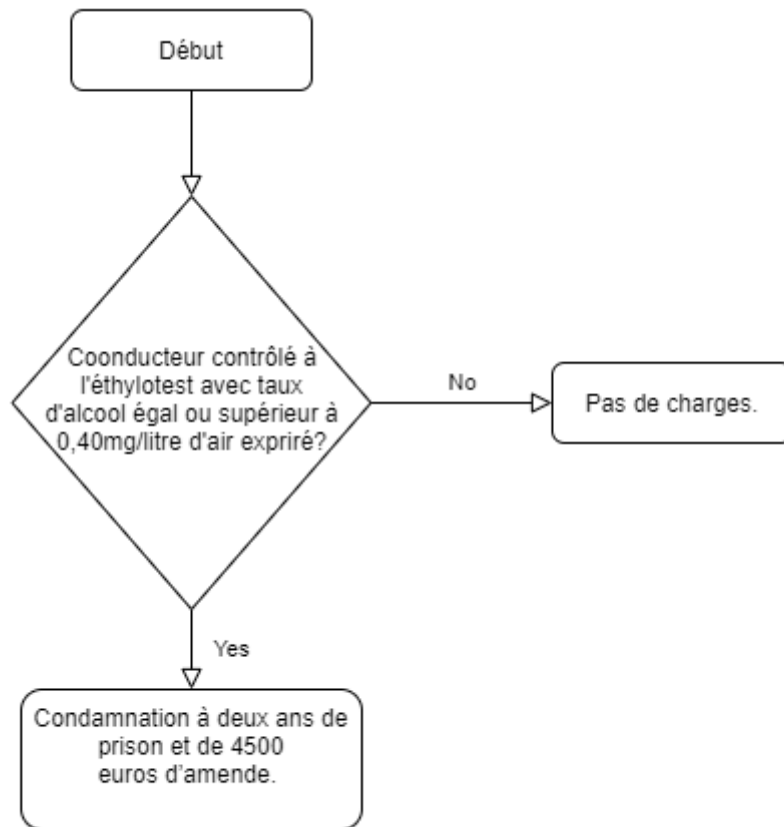 Début
Coonducteur contrôlé à
l'éthylotest avec taux
d'alcool égal ou supérieur à
0,40mg/litre d'air expriré?
No
Pas de charges.
Yes
Condamnation à deux ans de
prison et de 4500
euros d'amende.